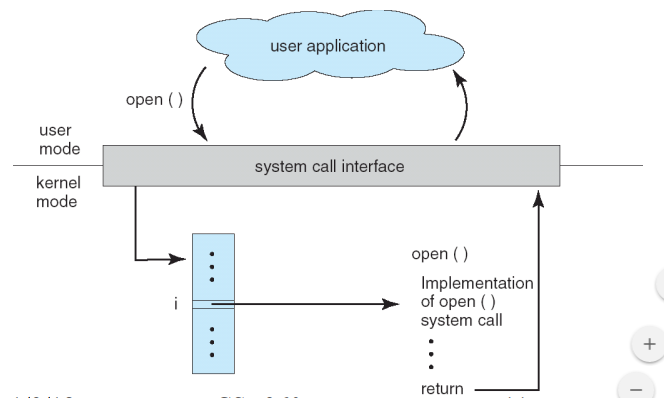 user application
open ( )
user
mode
system call interface
kernel
mode
open ( )
i
Implementation
of open ( )
system call
return